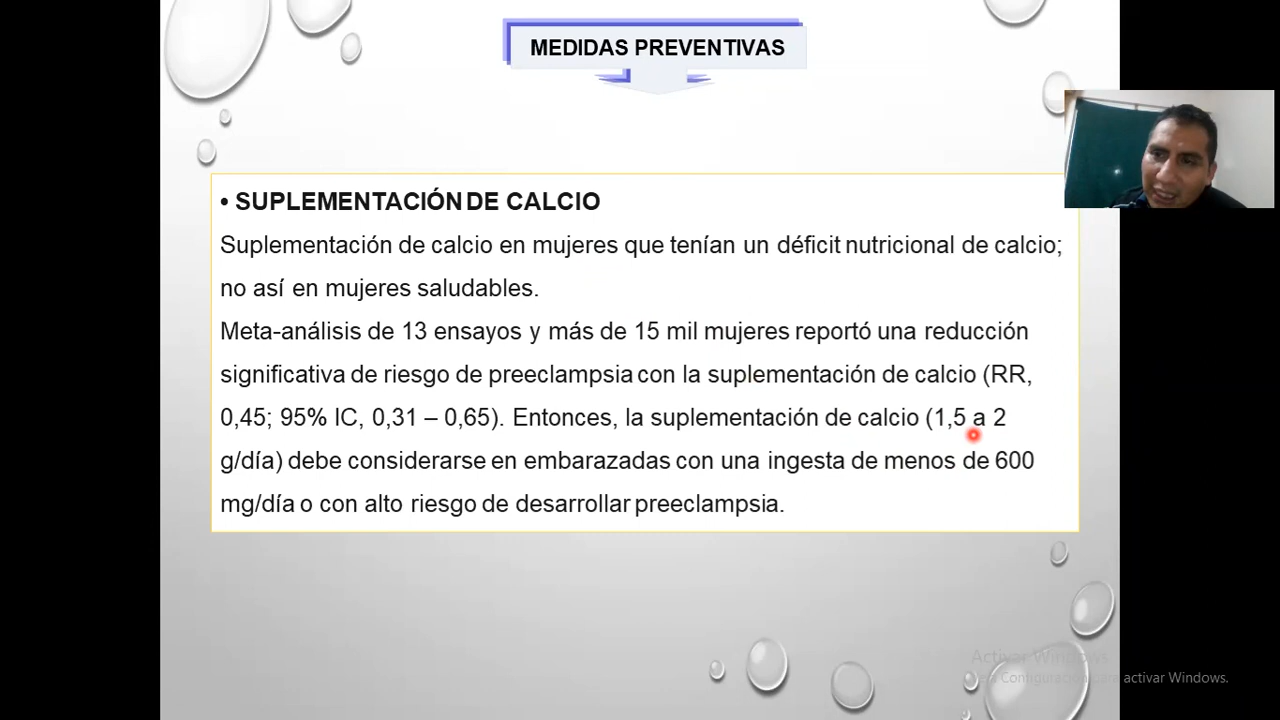 MEDIDAS PREVENTIVAS
• SUPLEMENTACIÓN DE CALCIO
Suplementación de calcio en mujeres que tenían un déficit nutricional de calcio;
no así en mujeres saludables.
Meta-análisis de 13 ensayos y más de 15 mil mujeres reportó una reducción
significativa de riesgo de preeclampsia con la suplementación de calcio (RR,
0,45; 95% IC, 0,31 – 0,65). Entonces, la suplementación de calcio (1,5 a 2
g/día) debe considerarse en embarazadas con una ingesta de menos de 600
mg/día o con alto riesgo de desarrollar preeclampsia.
Activar Windows
Configuración para activar Windows.